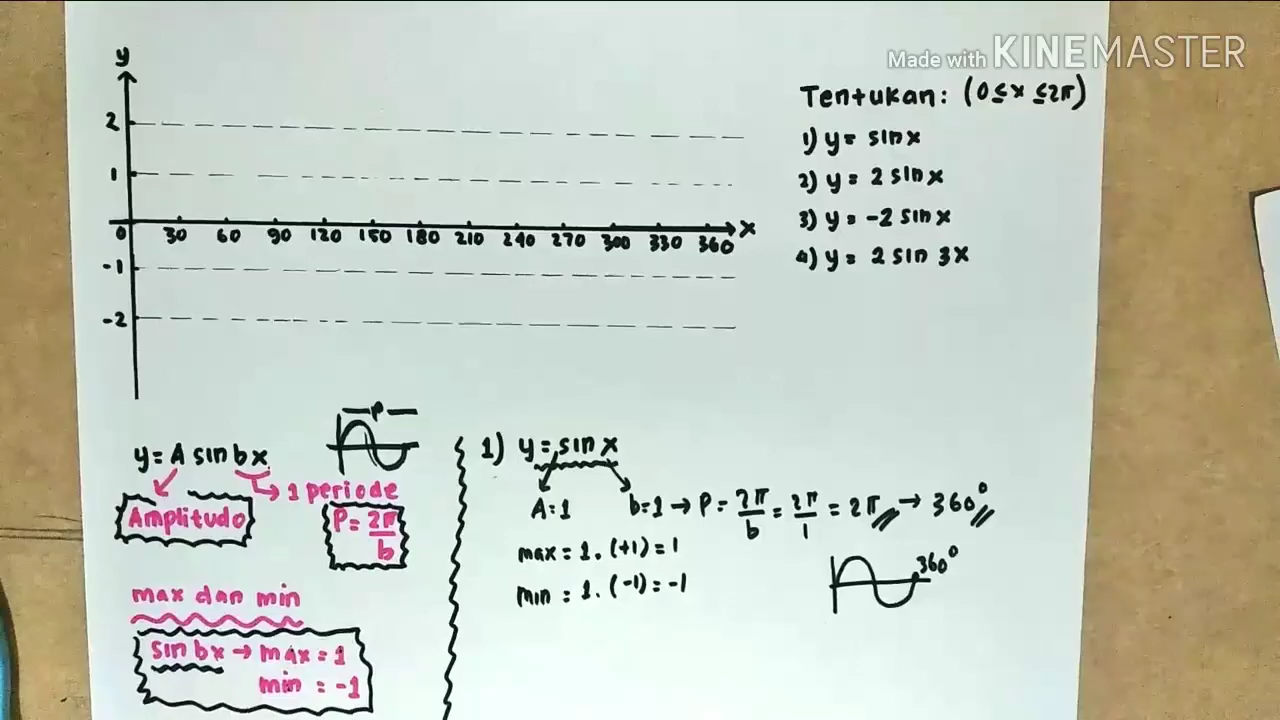 Made with KINEMASTER
y
2
1
0 30 60 90 120 150 180 210 240 270 300 330 360 x
-1
-2
Tentukan: (0 ≤ x ≤ 2π)
1) y = sin x
2) y = 2 sin x
3) y = -2 sin x
4) y = 2 sin 3x
P
y = A sin bx
1 periode
Amplitudo
P = 2π/b
max dan min
sin bx → max = 1
min = -1
1) y = sin x
A = 1
b = 1 → P = 2π/b = 2π/1 = 2π → 360°
max = 1. (+1) = 1
min = 1. (-1) = -1
360°